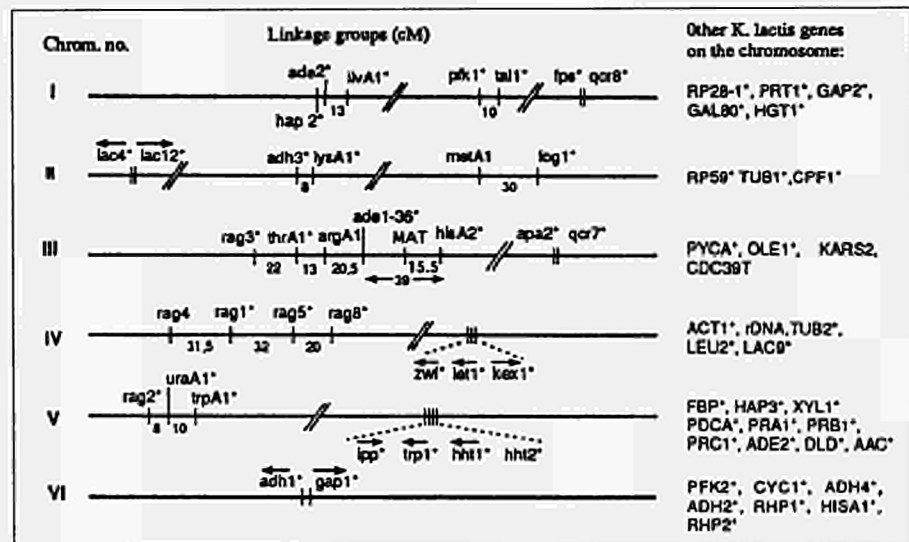 Chrom. no.
Linkage groups (cM)
Other K. lactis genes
on the chromosome:
I
ade2* ilvA1* pfk1* tal1* fps* qcr8*
hap 2* 13 10
RP28-1*, PRT1*, GAP2*,
GAL80*, HGT1*
II
lac4* lac12* adh3* lysA1* metA1 log1*
8 30
RP59* TUB1*,CPF1*
III
ade1-36*
rag3* thrA1* argA1 MAT hisA2* apa2* qcr7*
22 13 20,5 15.5
39
PYCA*, OLE1*, KARS2,
CDC39T
IV
rag4 rag1* rag5* rag8*
31,5 32 20
zwf* let1* kex1*
ACT1*, rDNA,TUB2*,
LEU2*, LAC9*
V
uraA1*
rag2* trpA1*
8 10
ipp* trp1* hht1* hht2*
FBP*, HAP3*, XYL1*
PDCA*, PRA1*, PRB1*,
PRC1*, ADE2*, DLD*, AAC*
VI
adh1* gap1*
PFK2*, CYC1*, ADH4*,
ADH2*, RHP1*, HISA1*,
RHP2*